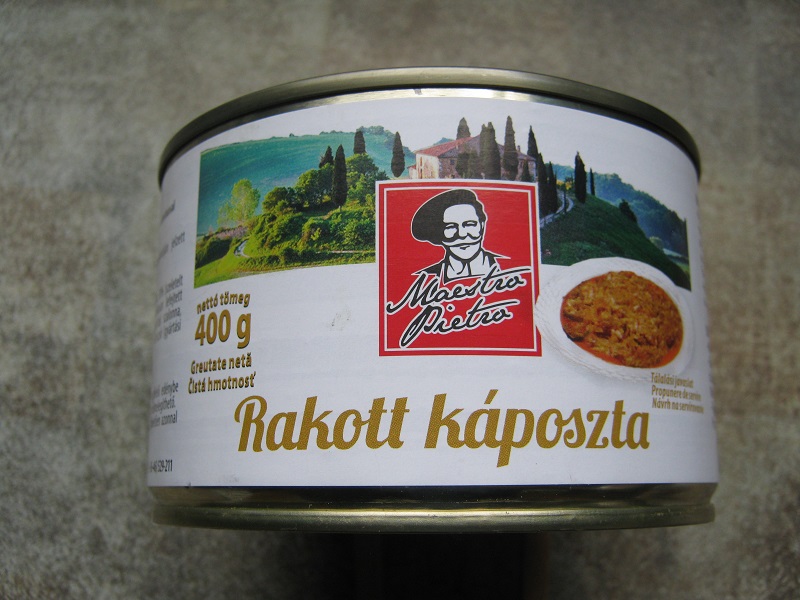 nettó tömeg
400 g
Greutate netă
Čistá hmotnosť
Maestro
Pietro
Tálalási javaslat
Propunere de servire
Návrh na servírovanie
Rakott káposzta